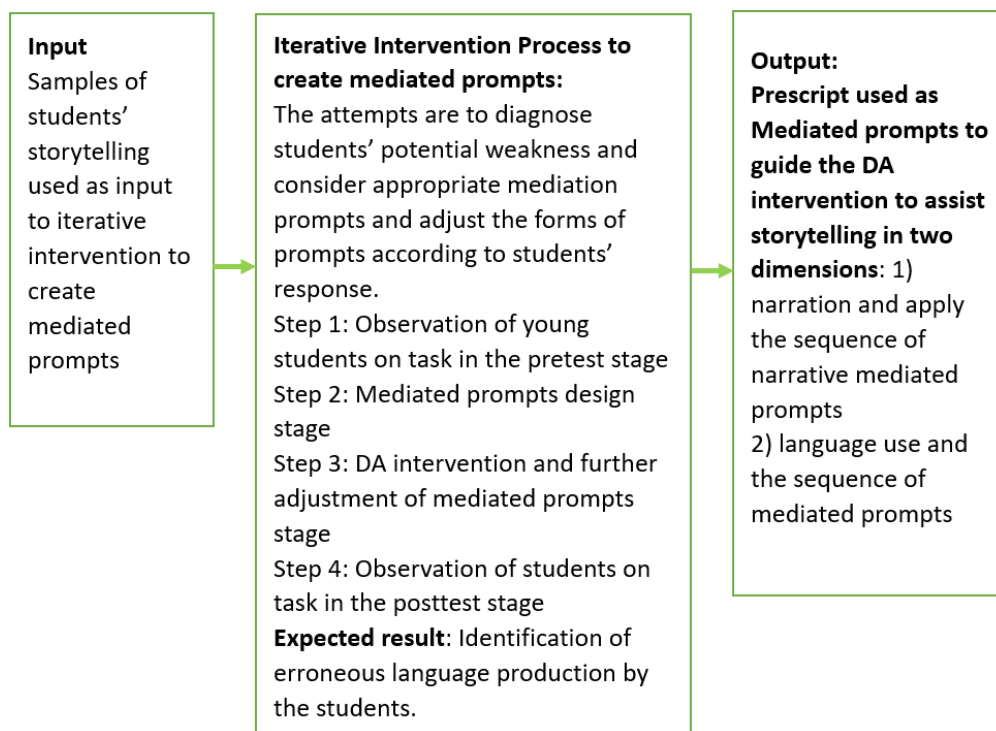 Input
Samples of
students’
storytelling
used as input
to iterative
intervention to
create
mediated
prompts
Iterative Intervention Process to
create mediated prompts:
The attempts are to diagnose
students’ potential weakness and
consider appropriate mediation
prompts and adjust the forms of
prompts according to students’
response.
Step 1: Observation of young
students on task in the pretest stage
Step 2: Mediated prompts design
stage
Step 3: DA intervention and further
adjustment of mediated prompts
stage
Step 4: Observation of students on
task in the posttest stage
Expected result: Identification of
erroneous language production by
the students.
Output:
Prescript used as
Mediated prompts to
guide the DA
intervention to assist
storytelling in two
dimensions: 1)
narration and apply
the sequence of
narrative mediated
prompts
2) language use and
the sequence of
mediated prompts